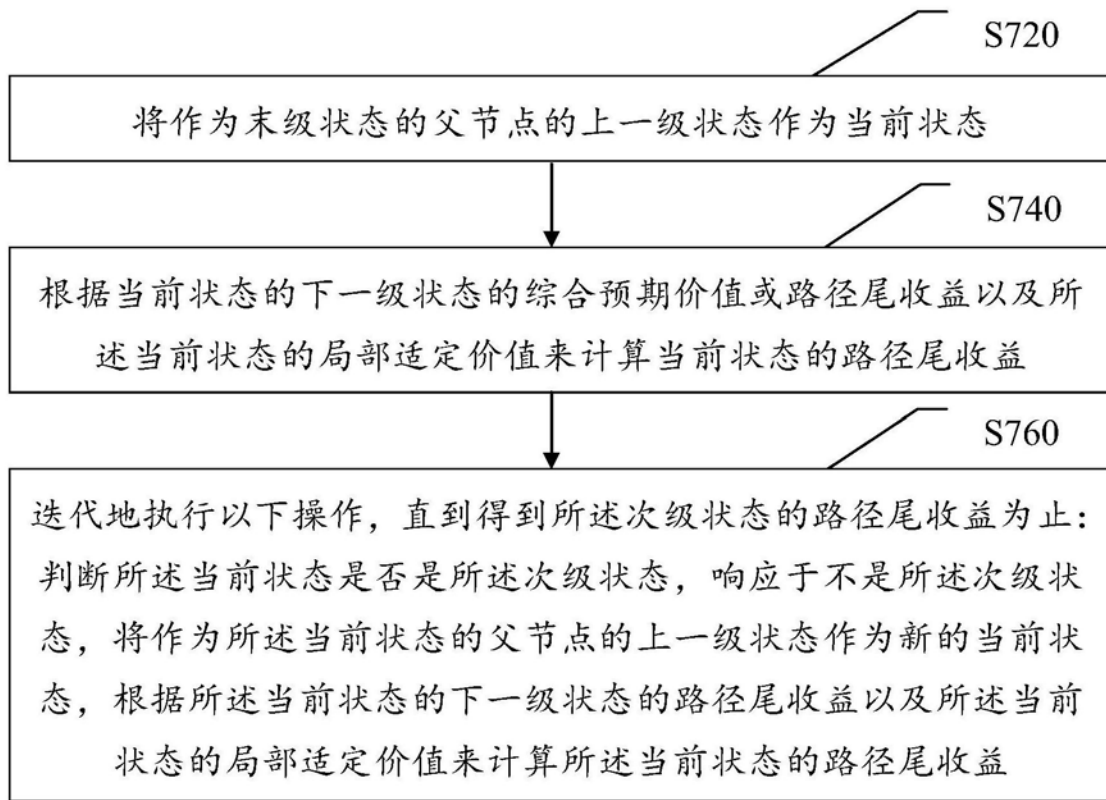 S720
将作为末级状态的父节点的上一级状态作为当前状态
S740
根据当前状态的下一级状态的综合预期价值或路径尾收益以及所
述当前状态的局部适定价值来计算当前状态的路径尾收益
S760
迭代地执行以下操作，直到得到所述次级状态的路径尾收益为止：
判断所述当前状态是否是所述次级状态，响应于不是所述次级状
态，将作为所述当前状态的父节点的上一级状态作为新的当前状
态，根据所述当前状态的下一级状态的路径尾收益以及所述当前
状态的局部适定价值来计算所述当前状态的路径尾收益